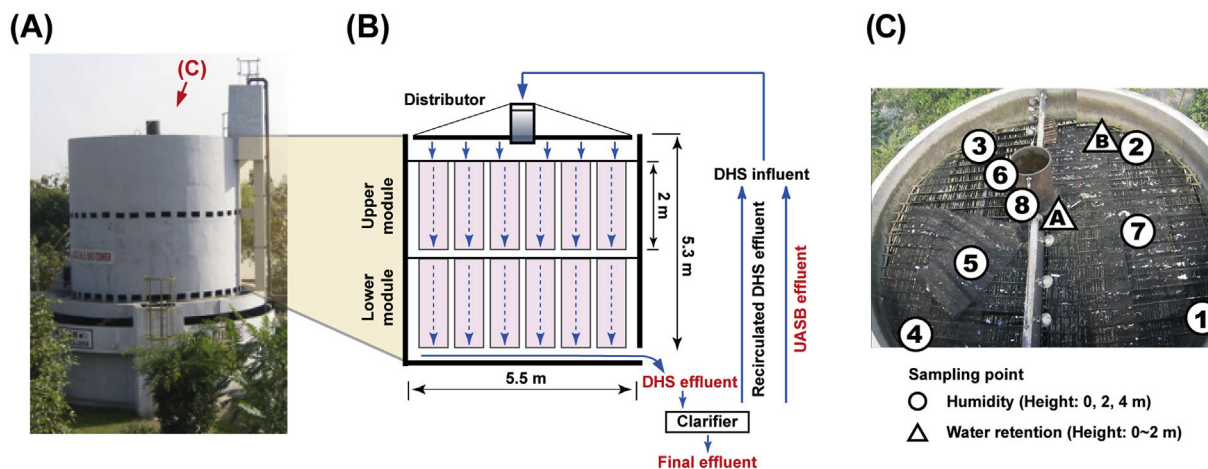 (A)
(C)
(B)
Distributor
Upper
module
Lower
module
2 m
5.3 m
5.5 m
DHS influent
Recirculated DHS effluent
UASB effluent
DHS effluent
Clarifier
Final effluent
(C)
3
B
2
6
8
A
7
5
4
1
Sampling point
Humidity (Height: 0, 2, 4 m)
Water retention (Height: 0~2 m)